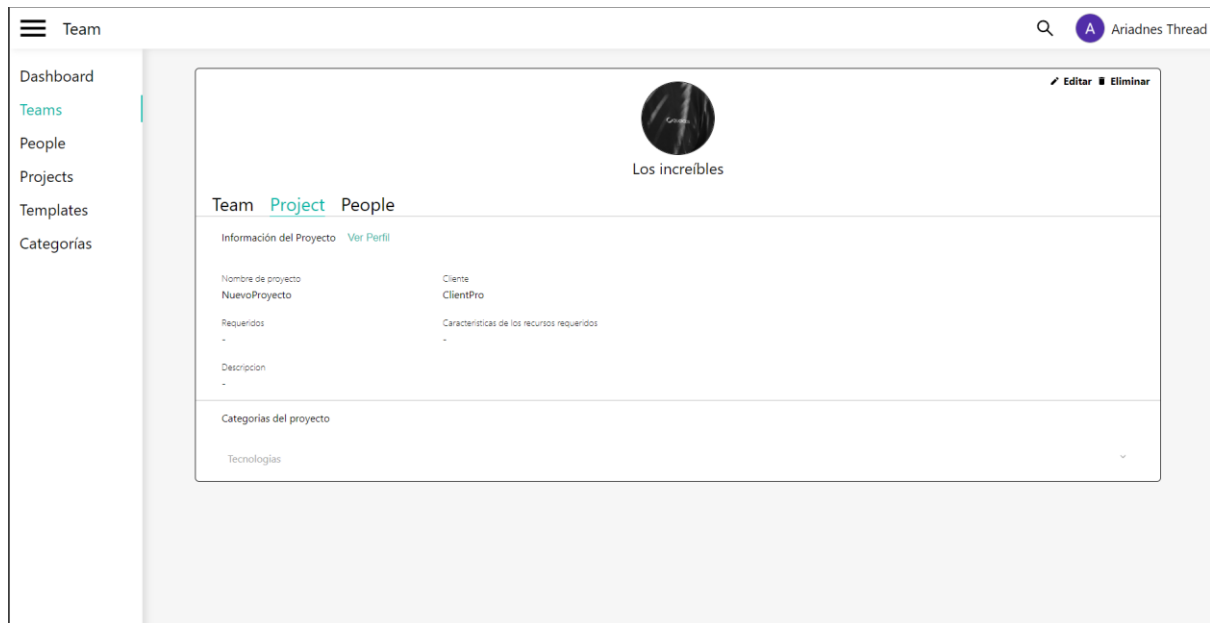 Team
A Ariadnes Thread
Dashboard
Teams
People
Projects
Templates
Categorías
Editar Eliminar
Los increíbles
Team Project People
Información del Proyecto Ver Perfil
Nombre de proyecto Cliente
NuevoProyecto ClientPro
Requeridos Caracteristicas de los recursos requeridos
- -
Descripcion
-
Categorias del proyecto
Tecnologías